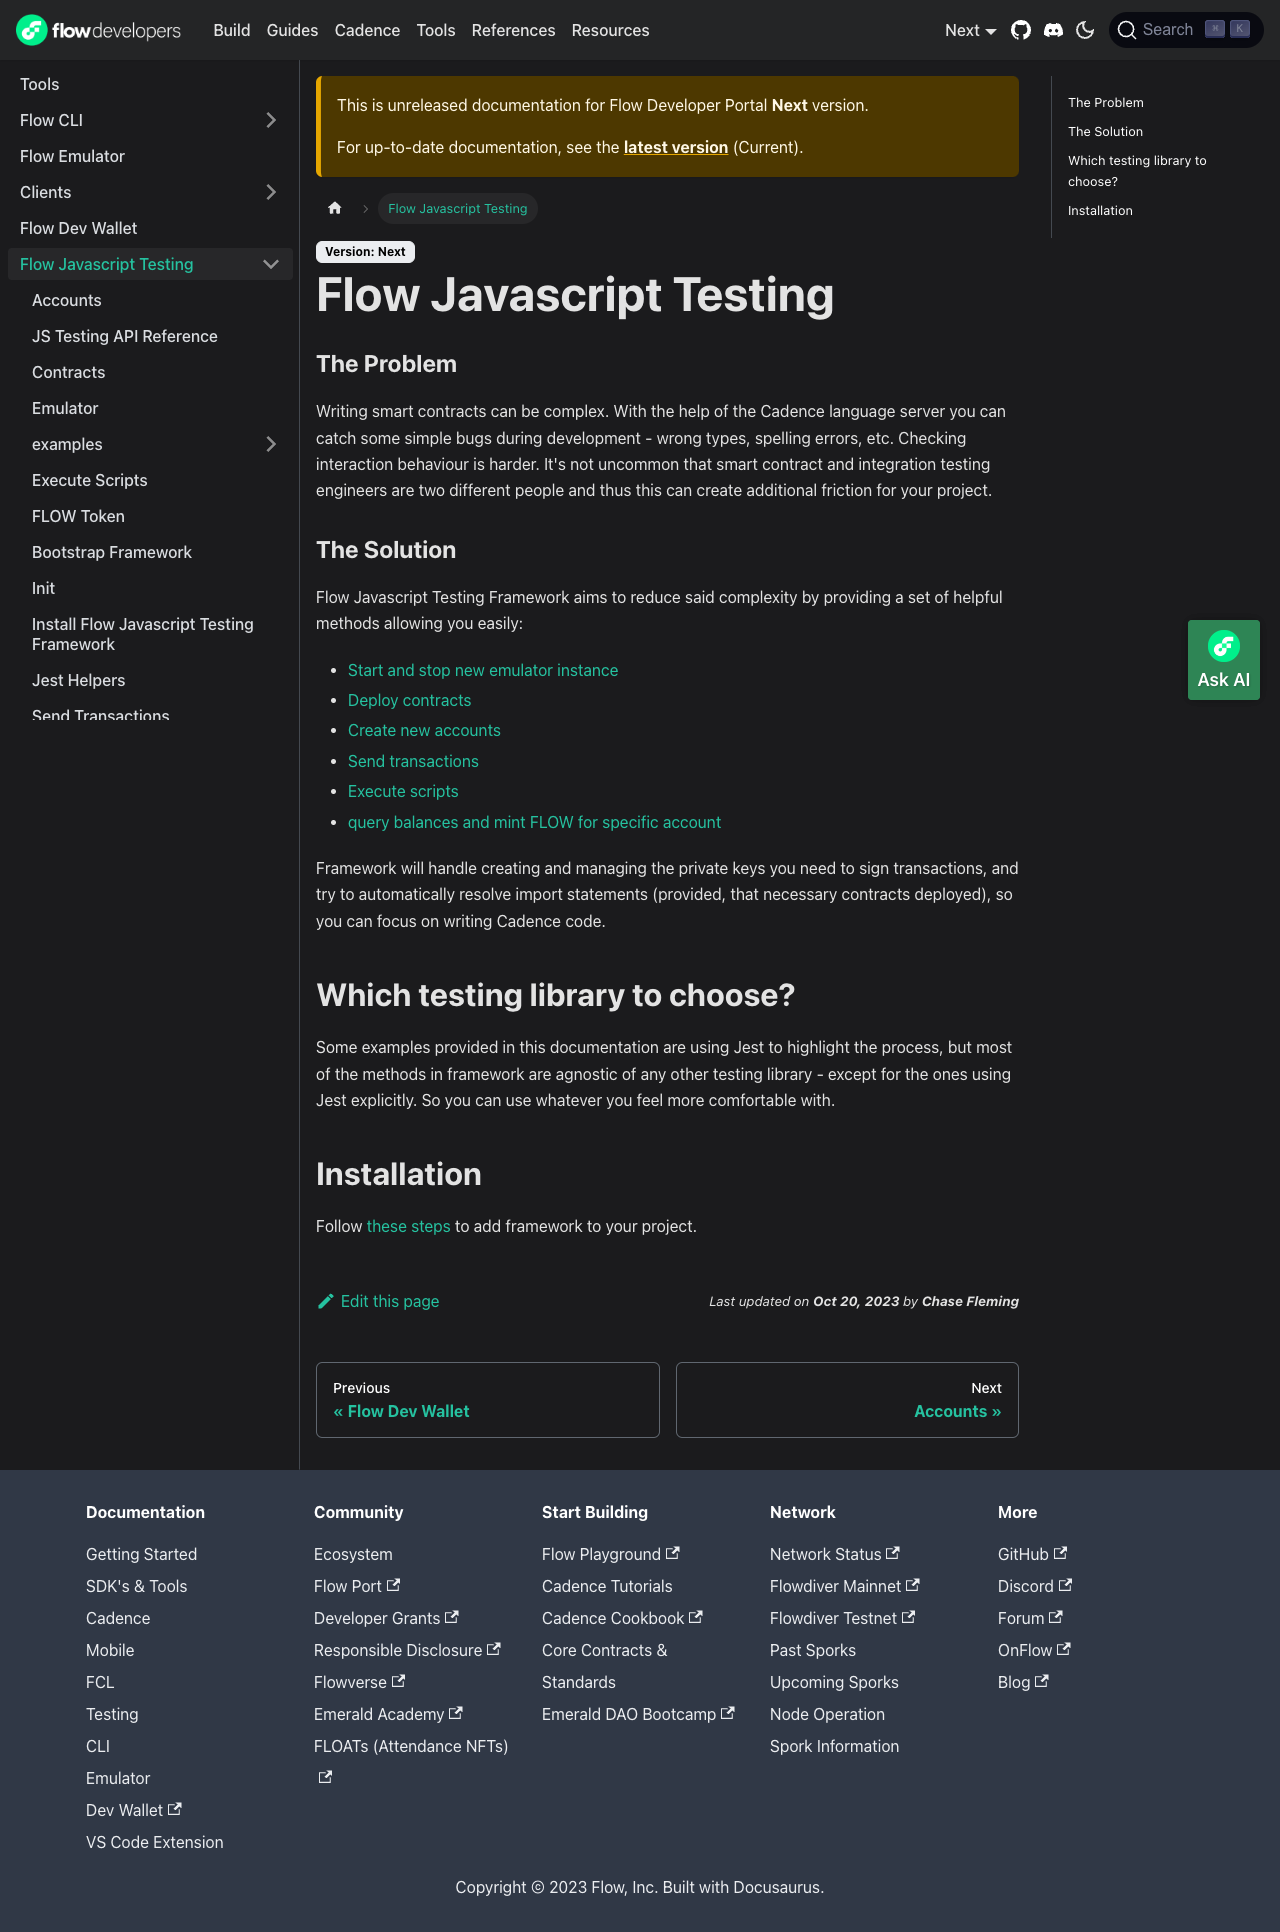 flowdevelopers Build Guides Cadence Tools References Resources Next Search ⌘ K
Tools
Flow CLI
Flow Emulator
Clients
Flow Dev Wallet
Flow Javascript Testing
Accounts
JS Testing API Reference
Contracts
Emulator
examples
Execute Scripts
FLOW Token
Bootstrap Framework
Init
Install Flow Javascript Testing
Framework
Jest Helpers
Send Transactions
This is unreleased documentation for Flow Developer Portal Next version.
For up-to-date documentation, see the latest version (Current).
Flow Javascript Testing
Version: Next
Flow Javascript Testing
The Problem
Writing smart contracts can be complex. With the help of the Cadence language server you can
catch some simple bugs during development - wrong types, spelling errors, etc. Checking
interaction behaviour is harder. It's not uncommon that smart contract and integration testing
engineers are two different people and thus this can create additional friction for your project.
The Solution
Flow Javascript Testing Framework aims to reduce said complexity by providing a set of helpful
methods allowing you easily:
• Start and stop new emulator instance
• Deploy contracts
• Create new accounts
• Send transactions
• Execute scripts
• query balances and mint FLOW for specific account
Framework will handle creating and managing the private keys you need to sign transactions, and
try to automatically resolve import statements (provided, that necessary contracts deployed), so
you can focus on writing Cadence code.
Which testing library to choose?
Some examples provided in this documentation are using Jest to highlight the process, but most
of the methods in framework are agnostic of any other testing library - except for the ones using
Jest explicitly. So you can use whatever you feel more comfortable with.
Installation
Follow these steps to add framework to your project.
Edit this page
Last updated on Oct 20, 2023 by Chase Fleming
Previous
« Flow Dev Wallet
Next
Accounts »
The Problem
The Solution
Which testing library to
choose?
Installation
Ask AI
Documentation
Getting Started
SDK's & Tools
Cadence
Mobile
FCL
Testing
CLI
Emulator
Dev Wallet
VS Code Extension
Community
Ecosystem
Flow Port
Developer Grants
Responsible Disclosure
Flowverse
Emerald Academy
FLOATs (Attendance NFTs)
Start Building
Flow Playground
Cadence Tutorials
Cadence Cookbook
Core Contracts &
Standards
Emerald DAO Bootcamp
Network
Network Status
Flowdiver Mainnet
Flowdiver Testnet
Past Sporks
Upcoming Sporks
Node Operation
Spork Information
More
GitHub
Discord
Forum
OnFlow
Blog
Copyright © 2023 Flow, Inc. Built with Docusaurus.